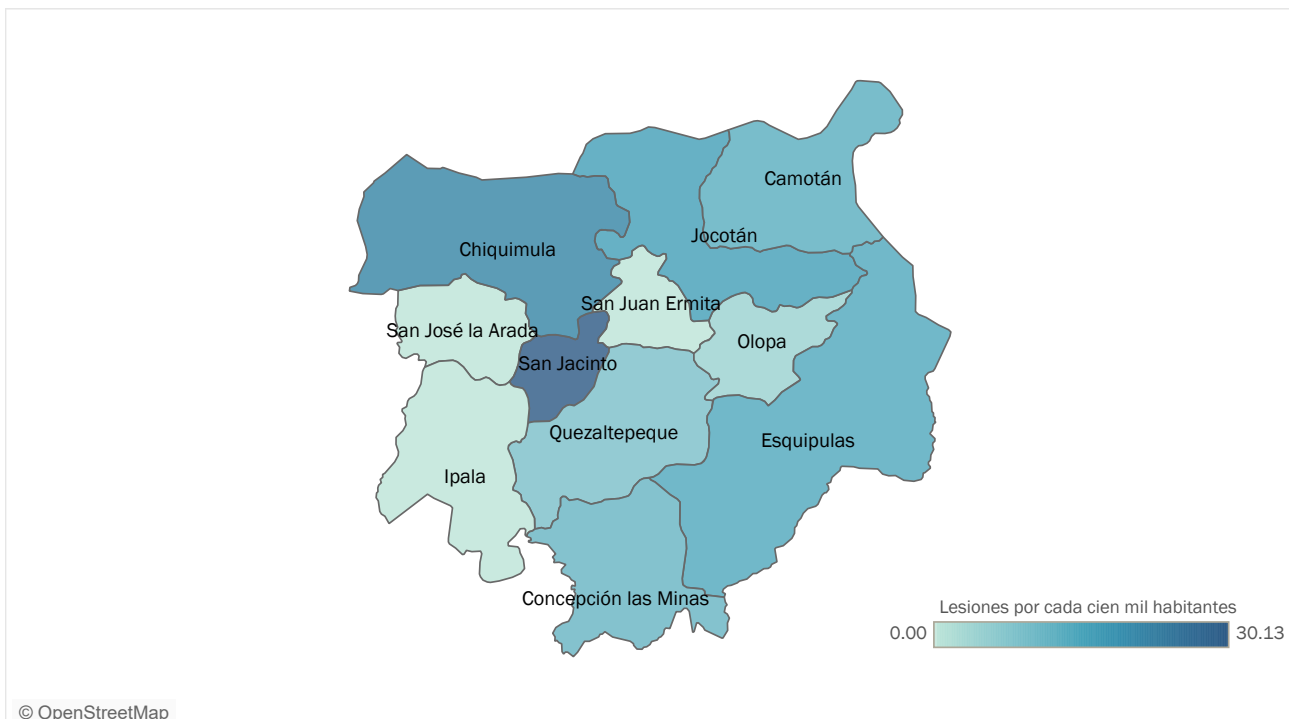 Camotán
Jocotán
Chiquimula
San Juan Ermita
San José la Arada
Olopa
San Jacinto
Quezaltepeque
Esquipulas
Ipala
Concepción las Minas
Lesiones por cada cien mil habitantes
0.00
30.13
© OpenStreetMap